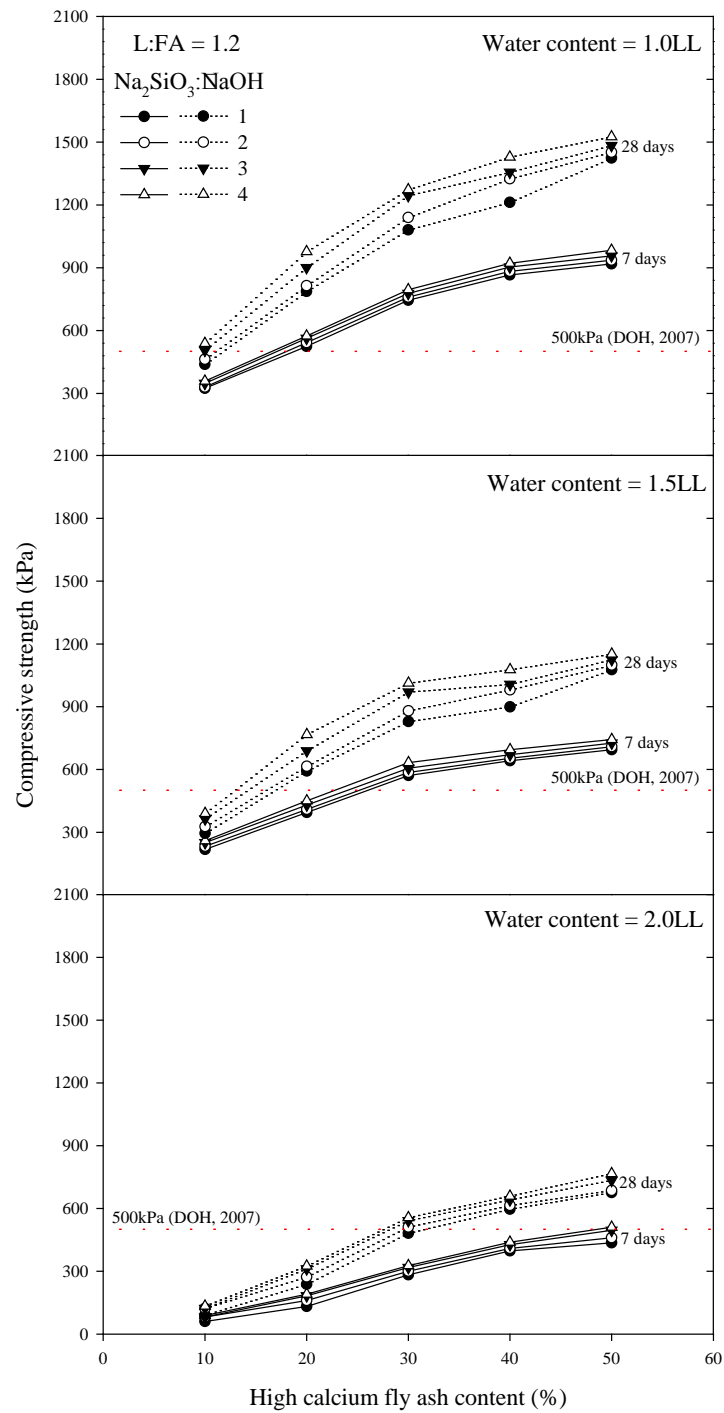 L:FA = 1.2
Water content = 1.0LL
Na₂SiO₃:NaOH
1
2
3
4
28 days
7 days
500kPa (DOH, 2007)
2100
1800
1500
1200
900
600
300
Water content = 1.5LL
28 days
7 days
500kPa (DOH, 2007)
2100
1800
1500
1200
900
600
300
Compressive strength (kPa)
Water content = 2.0LL
28 days
7 days
500kPa (DOH, 2007)
2100
1800
1500
1200
900
600
300
0
0 10 20 30 40 50 60
High calcium fly ash content (%)